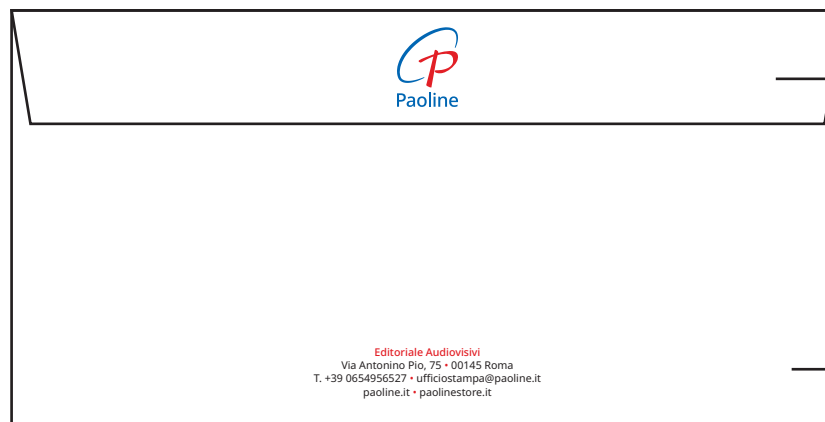 Paoline
Editoriale Audiovisivi
Via Antonino Pio, 75 • 00145 Roma
T. +39 0654956527 • ufficiostampa@paoline.it
paoline.it • paolinestore.it